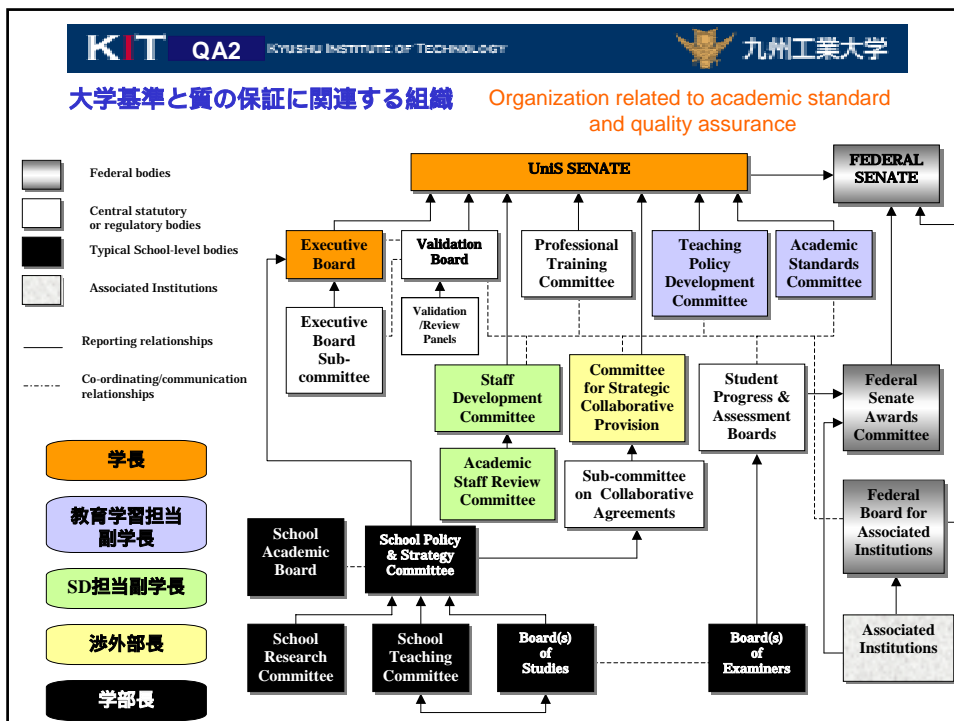 KIT QA2 KYUSHU INSTITUTE OF TECHNOLOGY
九州工業大学
大学基準と質の保証に関連する組織
Organization related to academic standard
and quality assurance
Federal bodies
Central statutory
or regulatory bodies
Typical School-level bodies
Associated Institutions
Reporting relationships
Co-ordinating/communication
relationships
UniS SENATE
FEDERAL
SENATE
Executive
Board
Validation
Board
Professional
Training
Committee
Teaching
Policy
Development
Committee
Academic
Standards
Committee
Executive
Board
Sub-
committee
Validation
/Review
Panels
Staff
Development
Committee
Committee
for Strategic
Collaborative
Provision
Student
Progress &
Assessment
Boards
Federal
Senate
Awards
Committee
Academic
Staff Review
Committee
Sub-committee
on Collaborative
Agreements
Federal
Board for
Associated
Institutions
School
Academic
Board
School Policy
& Strategy
Committee
School
Research
Committee
School
Teaching
Committee
Board(s)
of
Studies
Board(s)
of
Examiners
Associated
Institutions
学長
教育学習担当
副学長
SD担当副学長
渉外部長
学部長